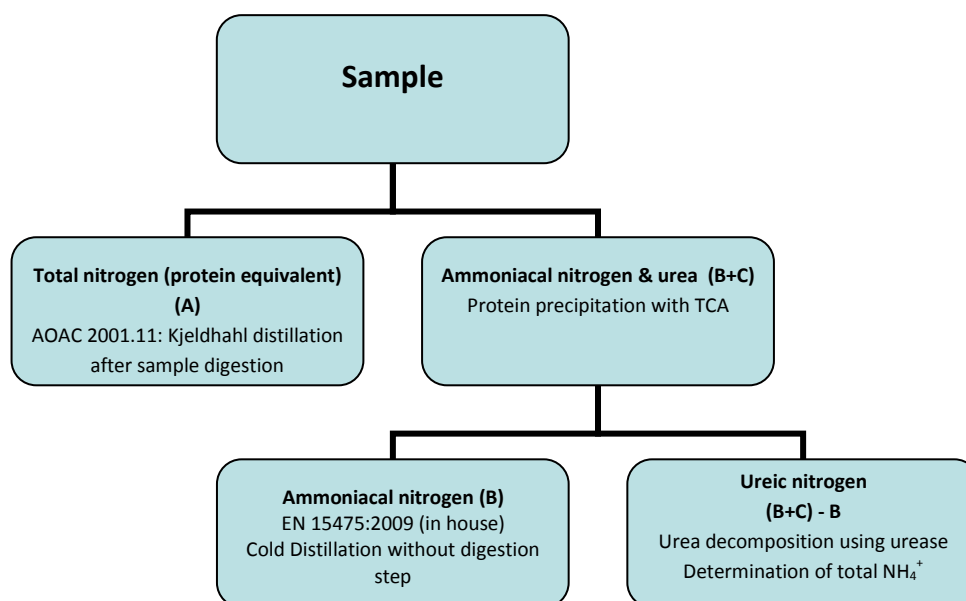 Sample
Total nitrogen (protein equivalent)
(A)
AOAC 2001.11: Kjeldhahl distillation
after sample digestion
Ammoniacal nitrogen & urea (B+C)
Protein precipitation with TCA
Ammoniacal nitrogen (B)
EN 15475:2009 (in house)
Cold Distillation without digestion
step
Ureic nitrogen
(B+C) - B
Urea decomposition using urease
Determination of total NH₄⁺